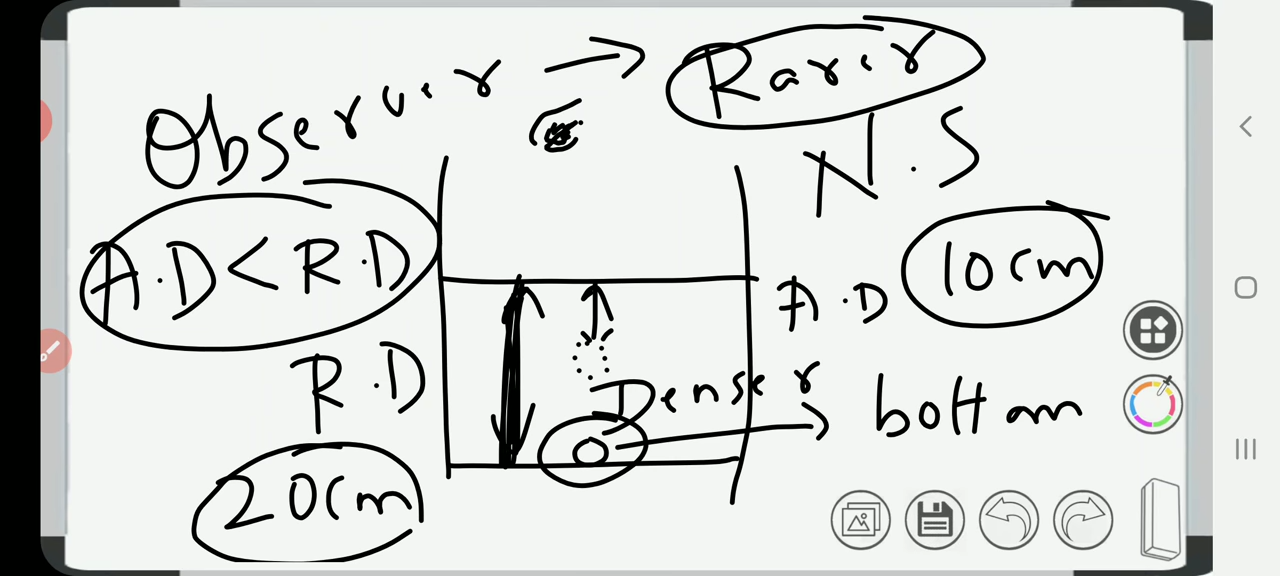 Observer → Rarer
N.S
A.D < R.D
A.D 10cm
R.D
Denser
bottom
20cm